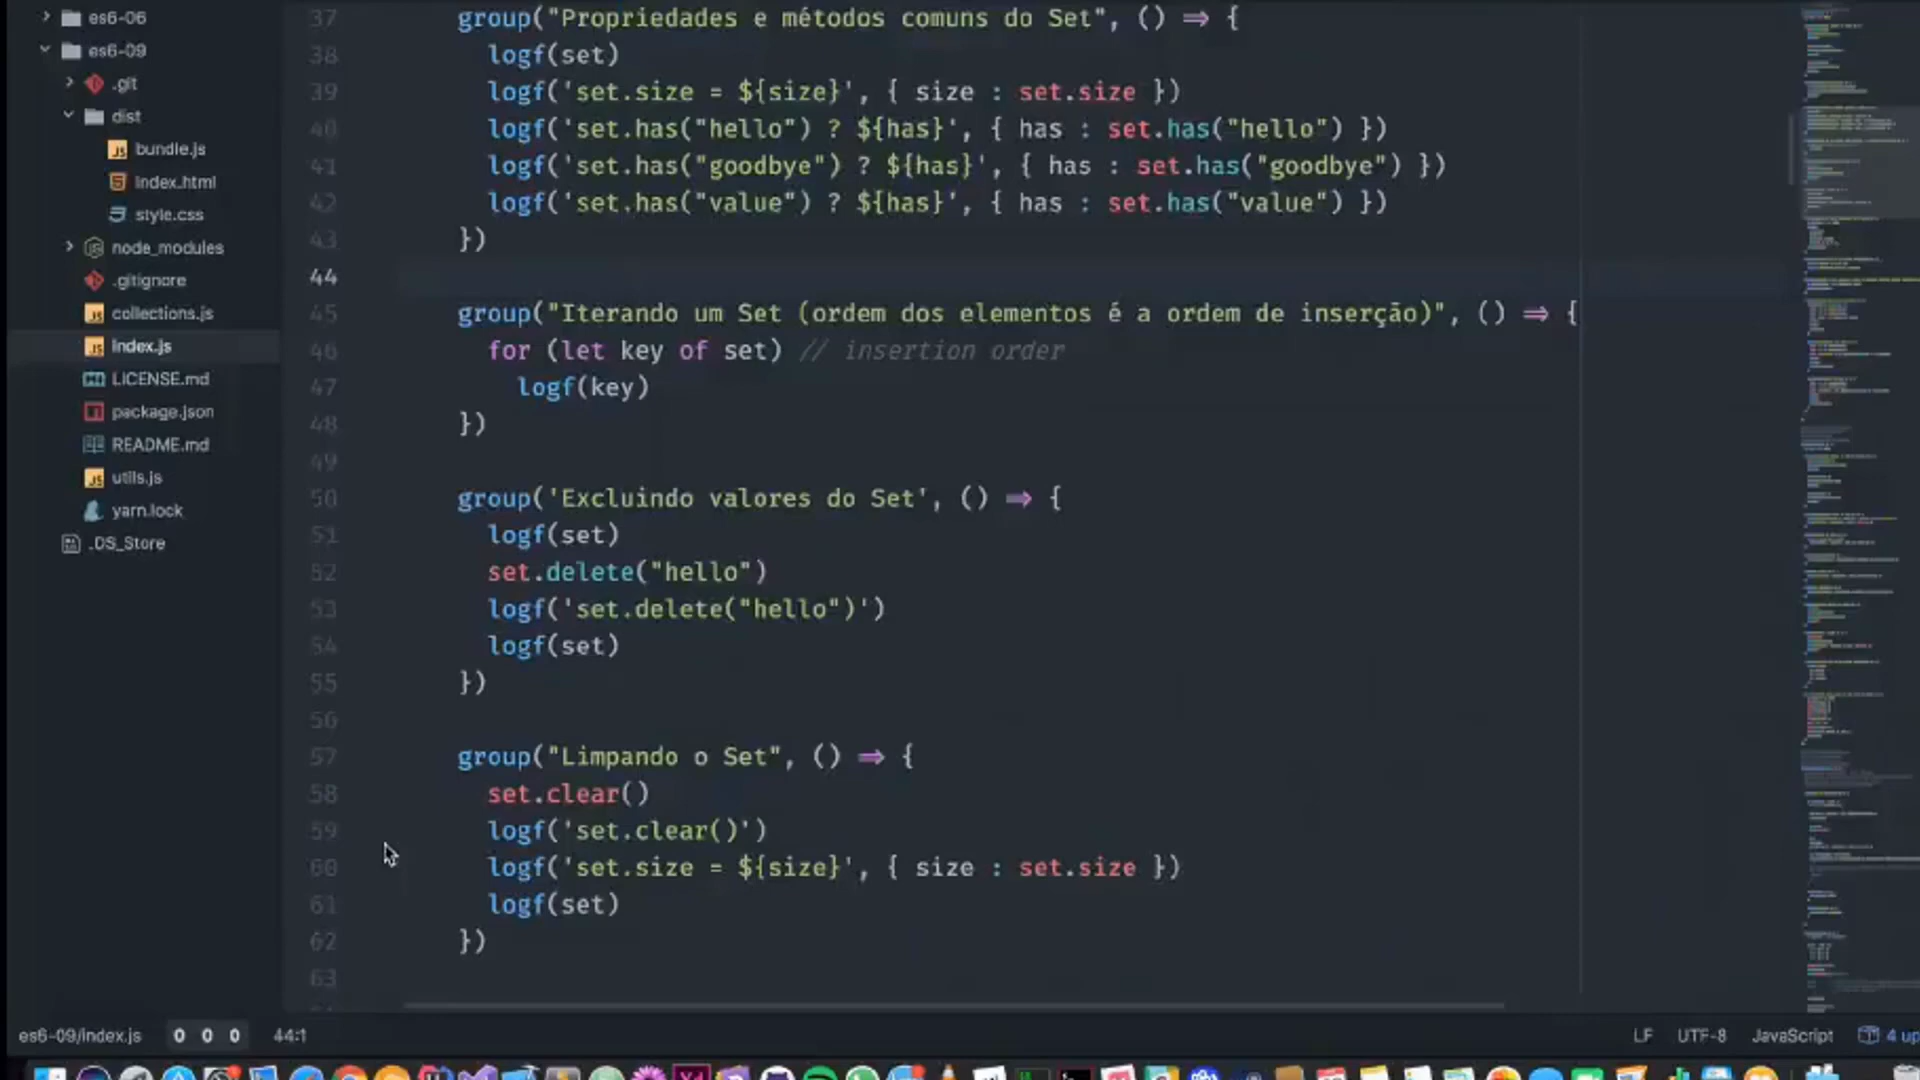 es6-06
es6-09
.git
dist
bundle.js
index.html
style.css
node_modules
.gitignore
collections.js
index.js
LICENSE.md
package.json
README.md
utils.js
yarn.lock
.DS_Store
37 group("Propriedades e métodos comuns do Set", () => {
38 logf(set)
39 logf('set.size = ${size}', { size : set.size })
40 logf('set.has("hello") ? ${has}', { has : set.has("hello") })
41 logf('set.has("goodbye") ? ${has}', { has : set.has("goodbye") })
42 logf('set.has("value") ? ${has}', { has : set.has("value") })
43 })
44
45 group("Iterando um Set (ordem dos elementos é a ordem de inserção)", () => {
46 for (let key of set) // insertion order
47 logf(key)
48 })
49
50 group('Excluindo valores do Set', () => {
51 logf(set)
52 set.delete("hello")
53 logf('set.delete("hello")')
54 logf(set)
55 })
56
57 group("Limpando o Set", () => {
58 set.clear()
59 logf('set.clear()')
60 logf('set.size = ${size}', { size : set.size })
61 logf(set)
62 })
63
es6-09/index.js 0 0 0 44:1 LF UTF-8 JavaScript 4 up